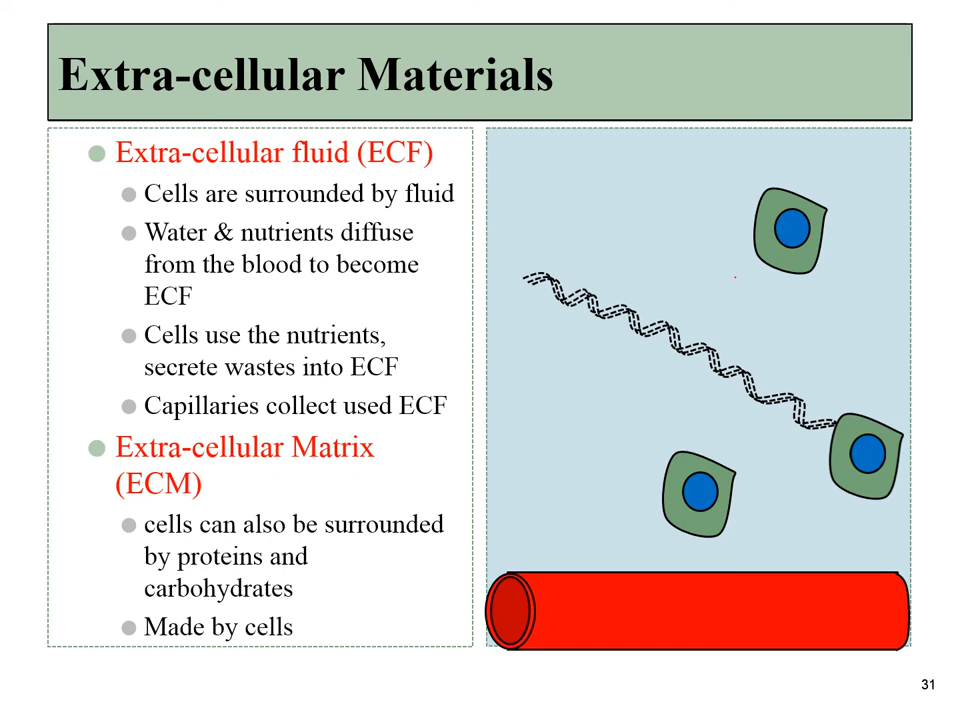 Extra-cellular Materials
Extra-cellular fluid (ECF)
Cells are surrounded by fluid
Water & nutrients diffuse
from the blood to become
ECF
Cells use the nutrients,
secrete wastes into ECF
Capillaries collect used ECF
Extra-cellular Matrix
(ECM)
cells can also be surrounded
by proteins and
carbohydrates
Made by cells
31